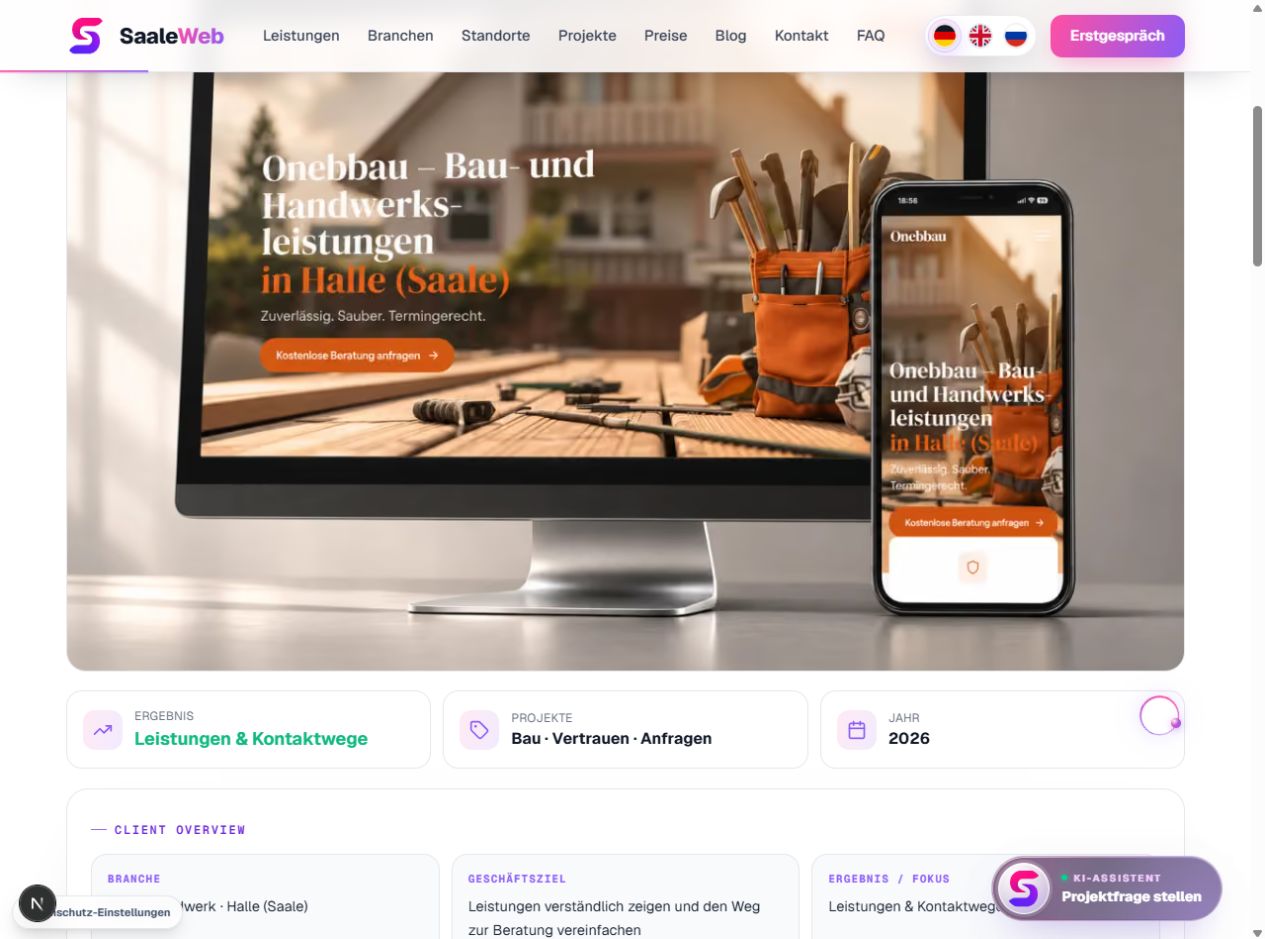 SaaleWeb
Leistungen
Branchen
Standorte
Projekte
Preise
Blog
Kontakt
FAQ
Erstgespräch
Onebbau – Bau- und
Handwerks-
leistungen
in Halle (Saale)
Zuverlässig. Sauber. Termingerecht.
Kostenlose Beratung anfragen →
18:56
Onebbau
Onebbau – Bau-
und Handwerks-
leistungen
in Halle (Saale)
Zuverlässig. Sauber.
Termingerecht.
Kostenlose Beratung anfragen →
ERGEBNIS
Leistungen & Kontaktwege
PROJEKTE
Bau · Vertrauen · Anfragen
JAHR
2026
CLIENT OVERVIEW
BRANCHE
werk · Halle (Saale)
GESCHÄFTSZIEL
Leistungen verständlich zeigen und den Weg
zur Beratung vereinfachen
ERGEBNIS / FOKUS
Leistungen & Kontaktwege
N
schutz-Einstellungen
KI-ASSISTENT
Projektfrage stellen